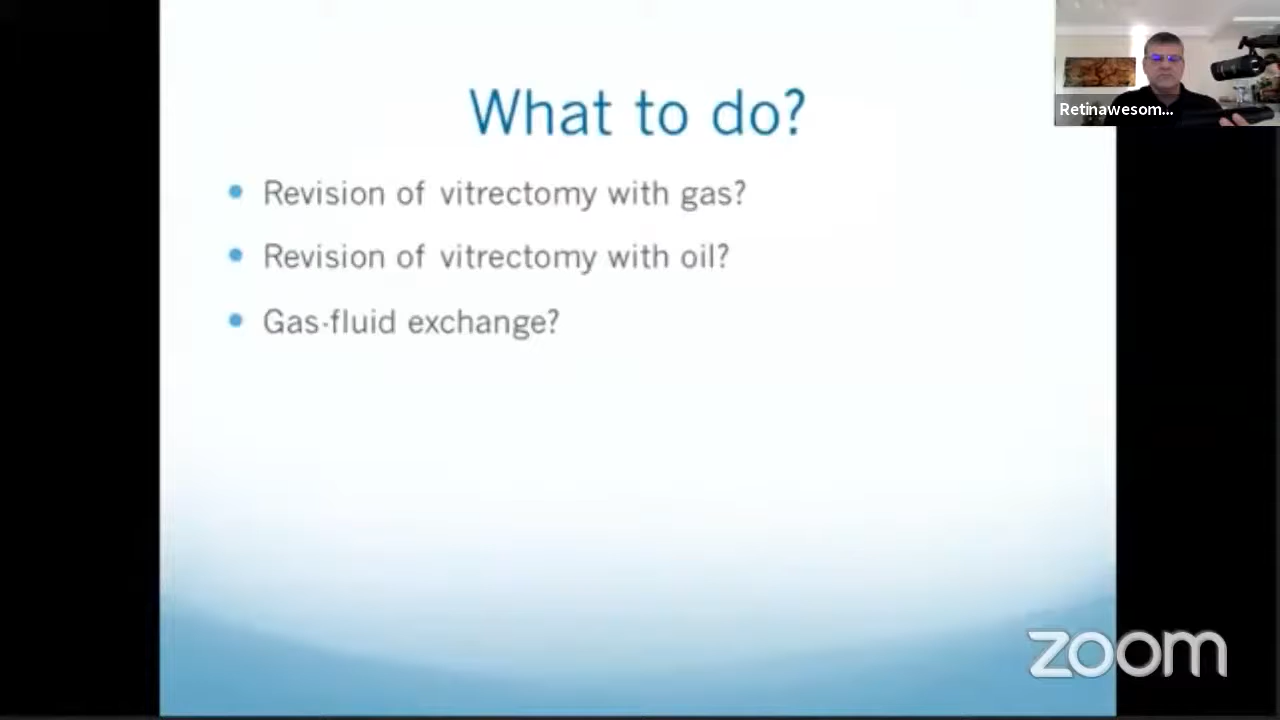 What to do?
Retinawesom...
Revision of vitrectomy with gas?
Revision of vitrectomy with oil?
Gas-fluid exchange?
zoom